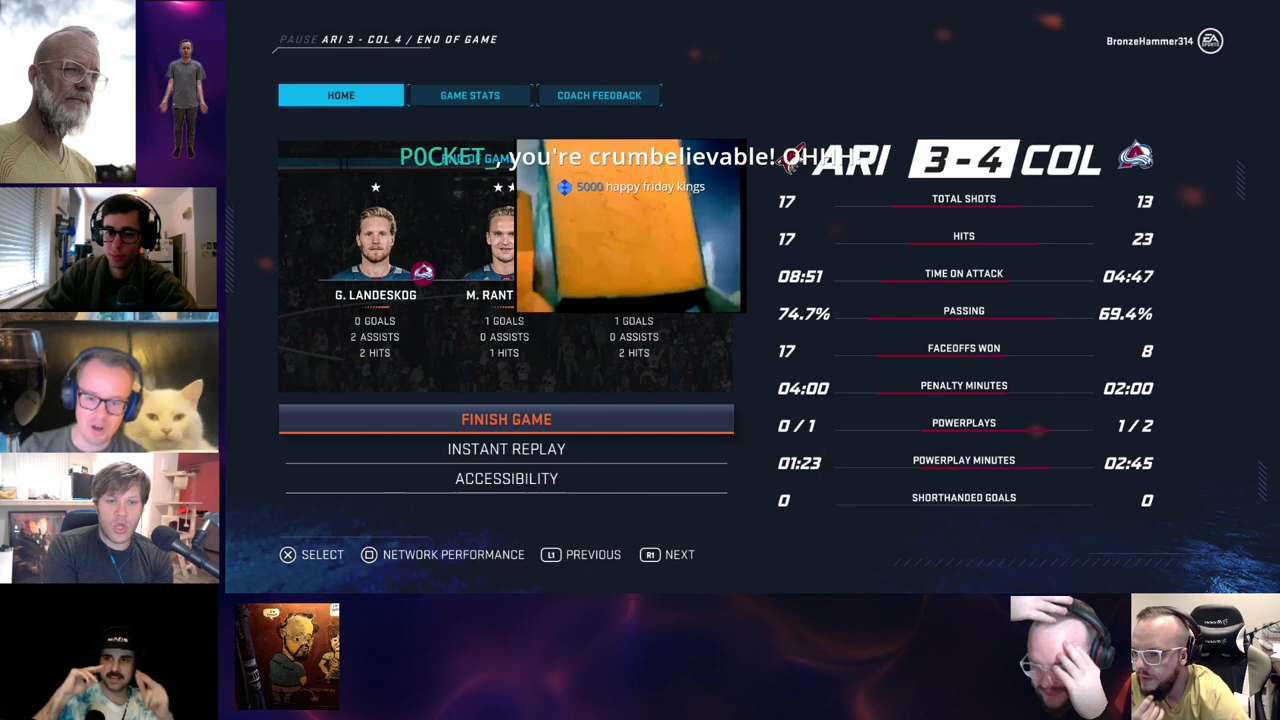 PAUSE ARI 3 - COL 4 / END OF GAME
BronzeHammer314
EA SPORTS
HOME
GAME STATS
COACH FEEDBACK
P0CKET_, you're crumbelievable! OHHHH
5000 happy friday kings
ARI 3 - 4 COL
17 TOTAL SHOTS 13
17 HITS 23
08:51 TIME ON ATTACK 04:47
74.7% PASSING 69.4%
17 FACEOFFS WON 8
04:00 PENALTY MINUTES 02:00
0 / 1 POWERPLAYS 1 / 2
01:23 POWERPLAY MINUTES 02:45
0 SHORTHANDED GOALS 0
G. LANDESKOG
0 GOALS
2 ASSISTS
2 HITS
M. RANT
1 GOALS
0 ASSISTS
1 HITS
1 GOALS
0 ASSISTS
2 HITS
FINISH GAME
INSTANT REPLAY
ACCESSIBILITY
SELECT
NETWORK PERFORMANCE
L1 PREVIOUS
R1 NEXT